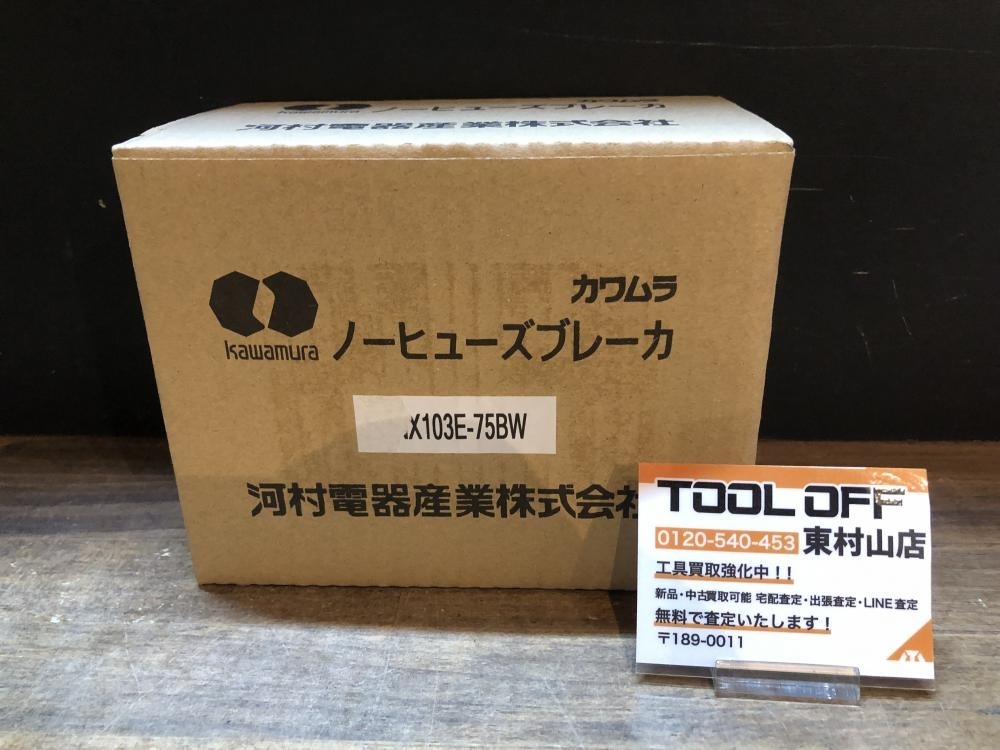 kawamura ノーヒューズブレーカ カワムラ
河村電器産業株式会社
カワムラ
kawamura ノーヒューズブレーカ
X103E-75BW
河村電器産業株式会社
TOOL OFF
0120-540-453 東村山店
工具買取強化中！！
新品・中古買取可能 宅配査定・出張査定・LINE査定
無料で査定いたします！
〒189-0011